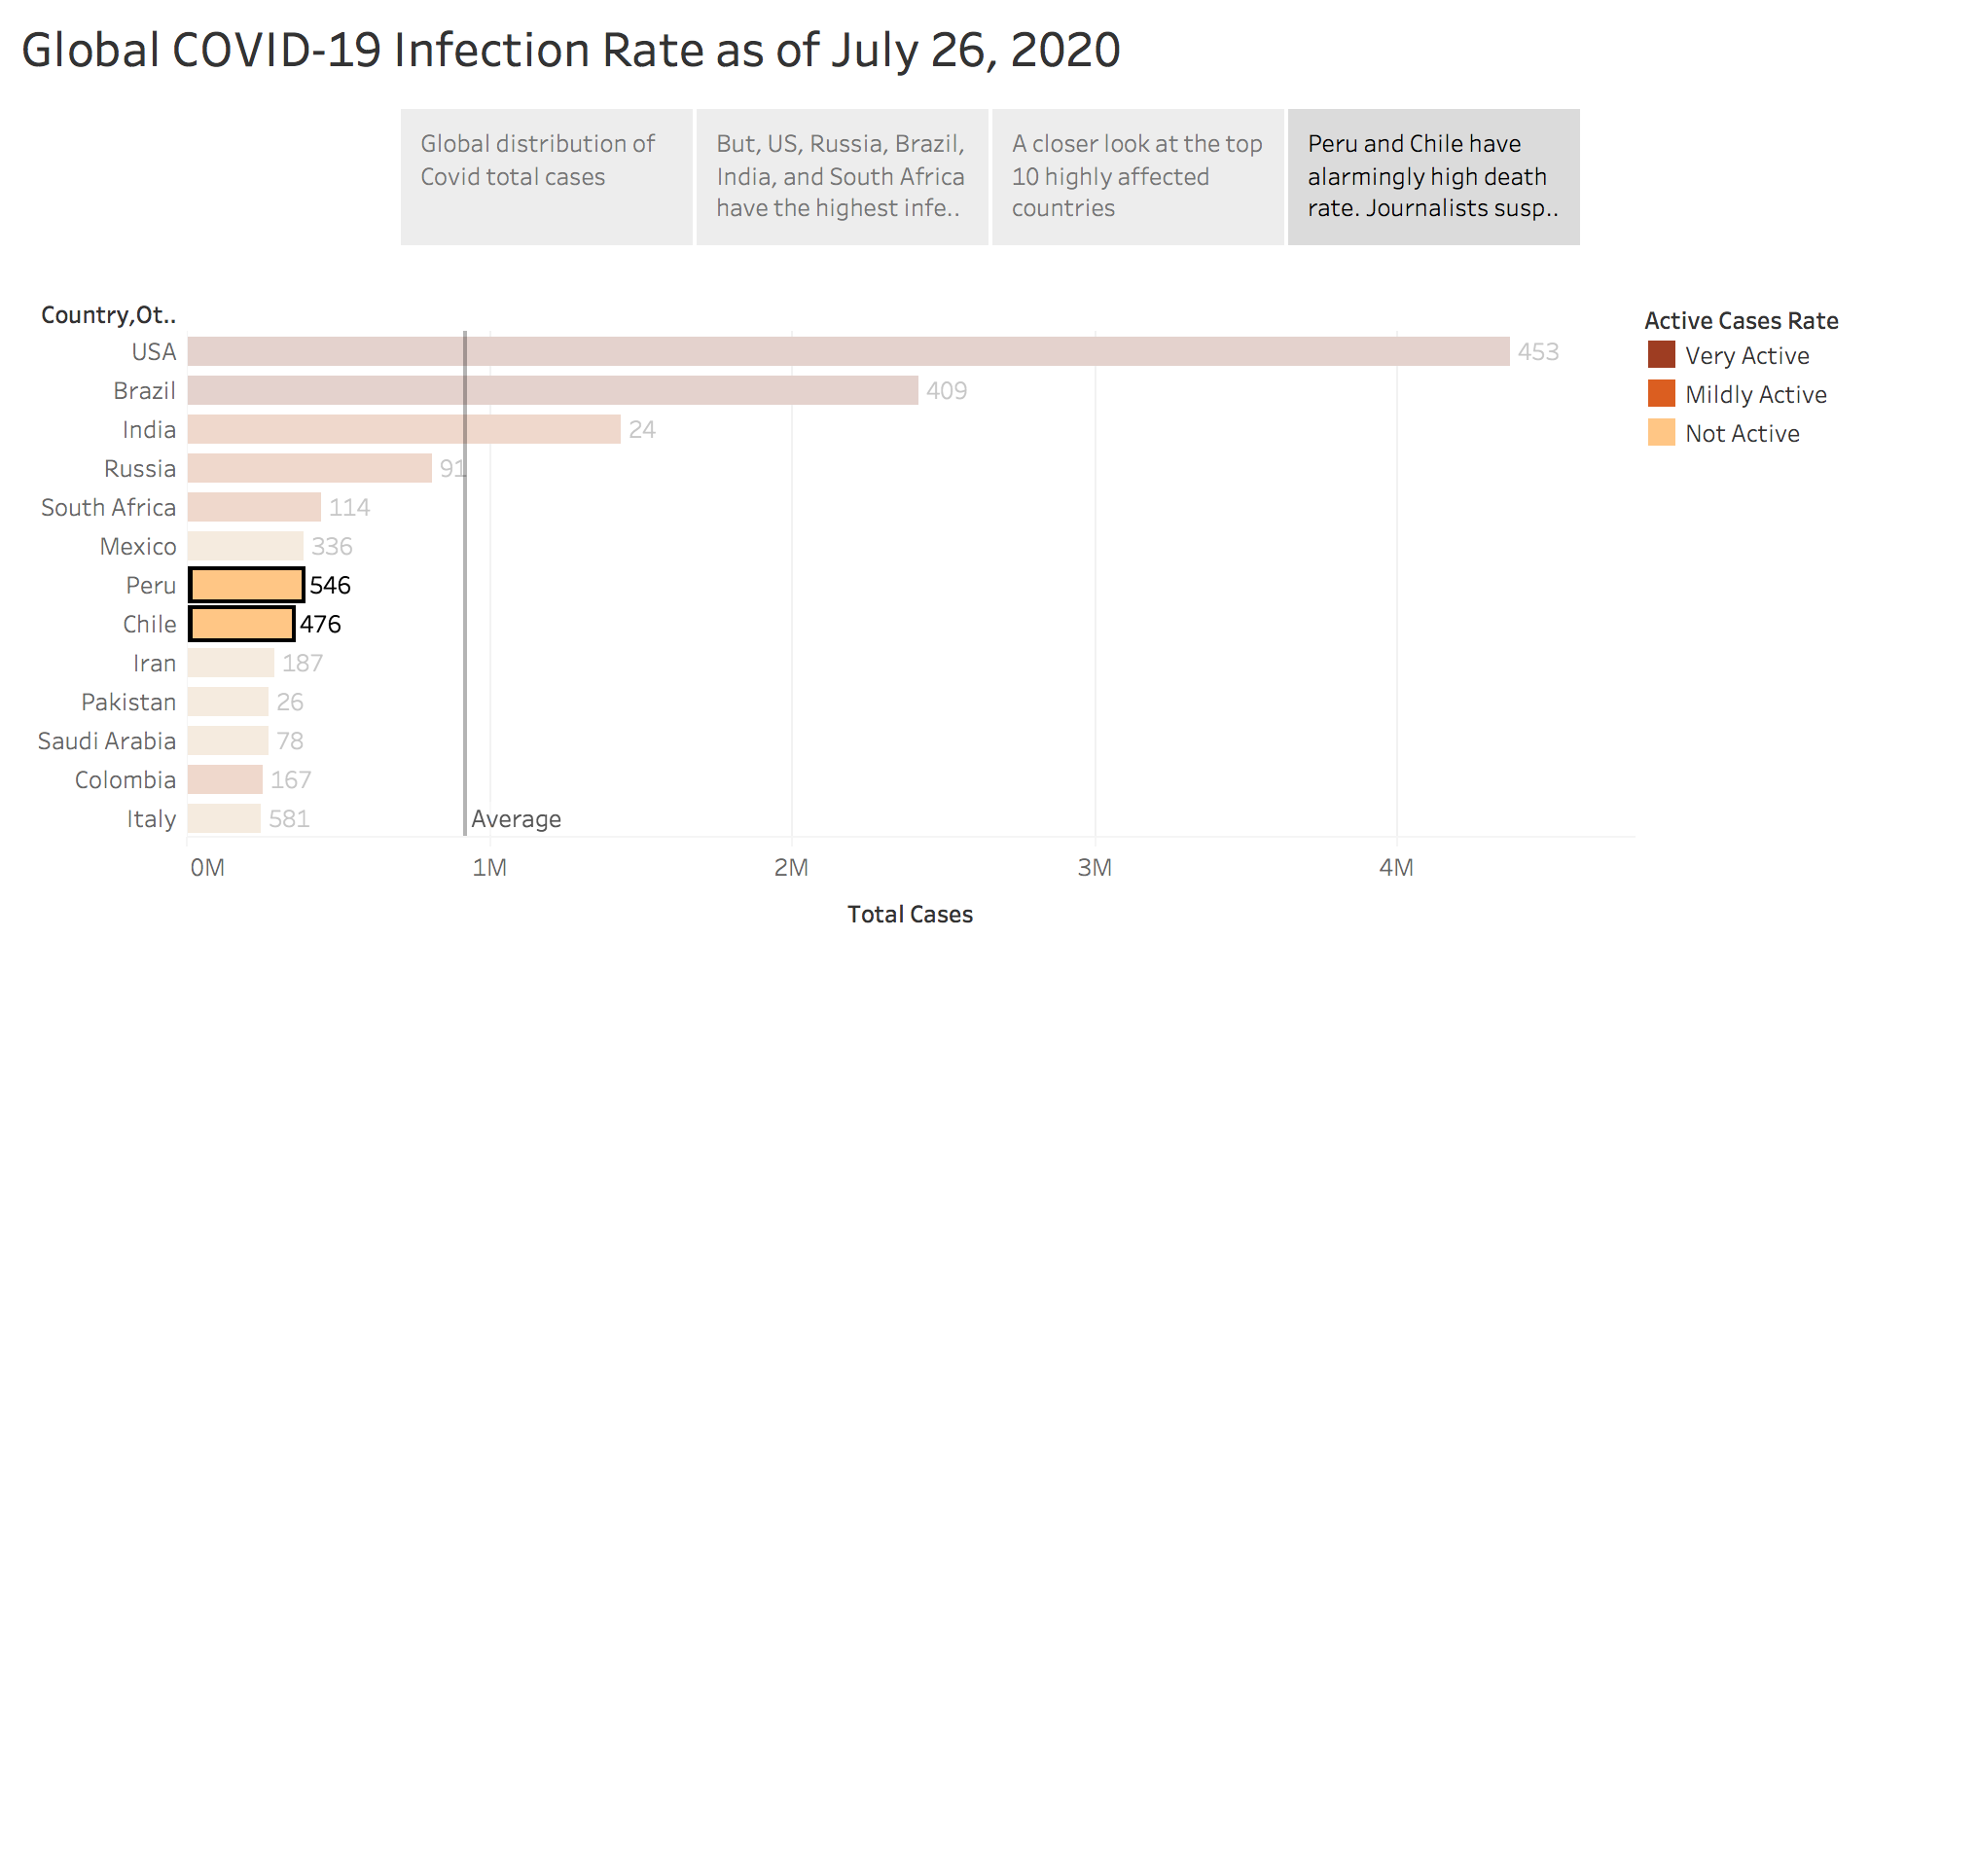 Global COVID-19 Infection Rate as of July 26, 2020
Global distribution of
Covid total cases
But, US, Russia, Brazil,
India, and South Africa
have the highest infe..
A closer look at the top
10 highly affected
countries
Peru and Chile have
alarmingly high death
rate. Journalists susp..
Country,Ot..
USA 453
Brazil 409
India 24
Russia 91
South Africa 114
Mexico 336
Peru 546
Chile 476
Iran 187
Pakistan 26
Saudi Arabia 78
Colombia 167
Italy 581
Average
0M 1M 2M 3M 4M
Total Cases
Active Cases Rate
Very Active
Mildly Active
Not Active